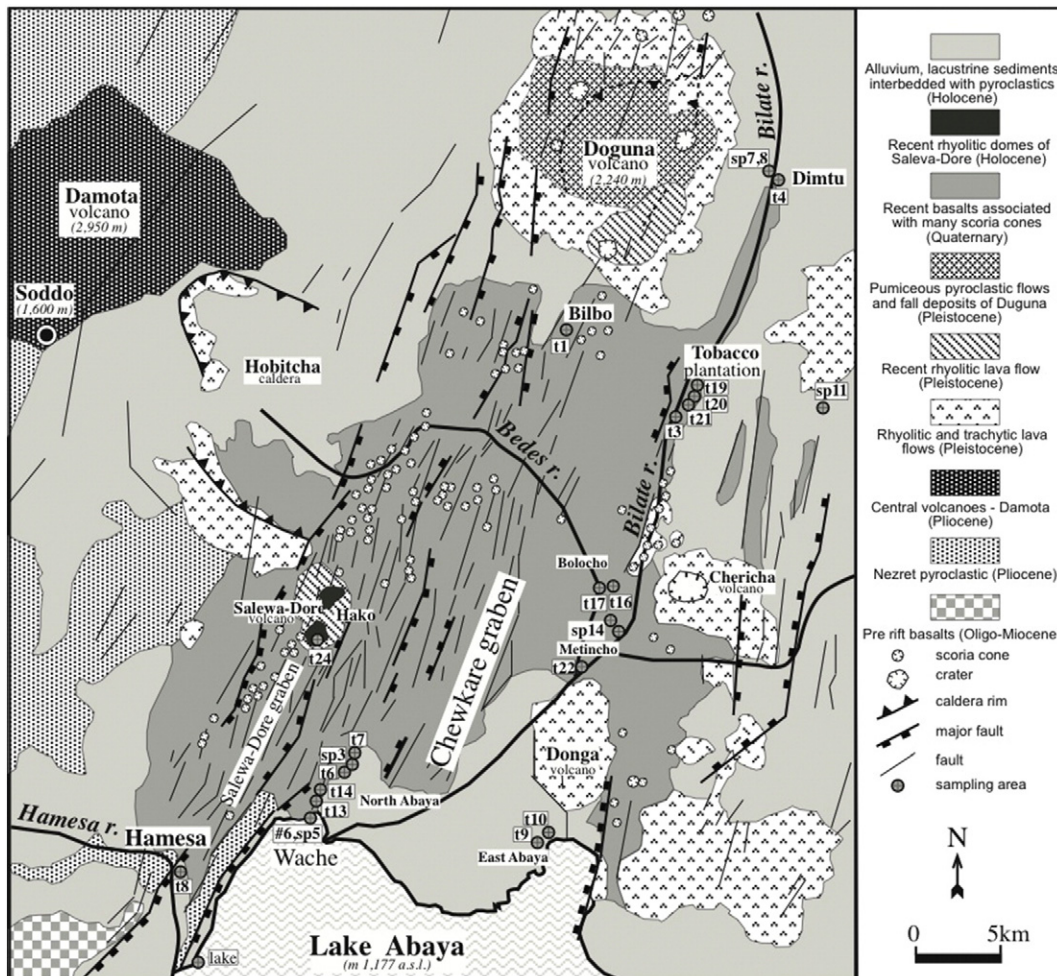 Bilate r.
sp7,8
Dimtu
t4
Doguna
volcano
(2,240 m)
Damota
volcano
(2,950 m)
Soddo
(1,600 m)
Hobitcha
caldera
Bilbo
t1
Tobacco
plantation
t19
t20
t21
t3
sp11
Bedes r.
Bilate r.
Bolocho
t17
t16
sp14
Metincho
t22
Chericha
volcano
Salewa-Dore
volcano
Hako
t24
Salewa-Dore graben
Chewkare graben
t7
sp3
t6
t14
t13
#6,sp5
Wache
North Abaya
Donga
volcano
t10
t9
East Abaya
Hamesa r.
Hamesa
t8
lake
Lake Abaya
(m 1,177 a.s.l.)
Alluvium, lacustrine sediments
interbedded with pyroclastics
(Holocene)
Recent rhyolitic domes of
Saleva-Dore (Holocene)
Recent basalts associated
with many scoria cones
(Quaternary)
Pumiceous pyroclastic flows
and fall deposits of Duguna
(Pleistocene)
Recent rhyolitic lava flow
(Pleistocene)
Rhyolitic and trachytic lava
flows (Pleistocene)
Central volcanoes - Damota
(Pliocene)
Nezret pyroclastic (Pliocene)
Pre rift basalts (Oligo-Miocene
scoria cone
crater
caldera rim
major fault
fault
sampling area
N
0 5km